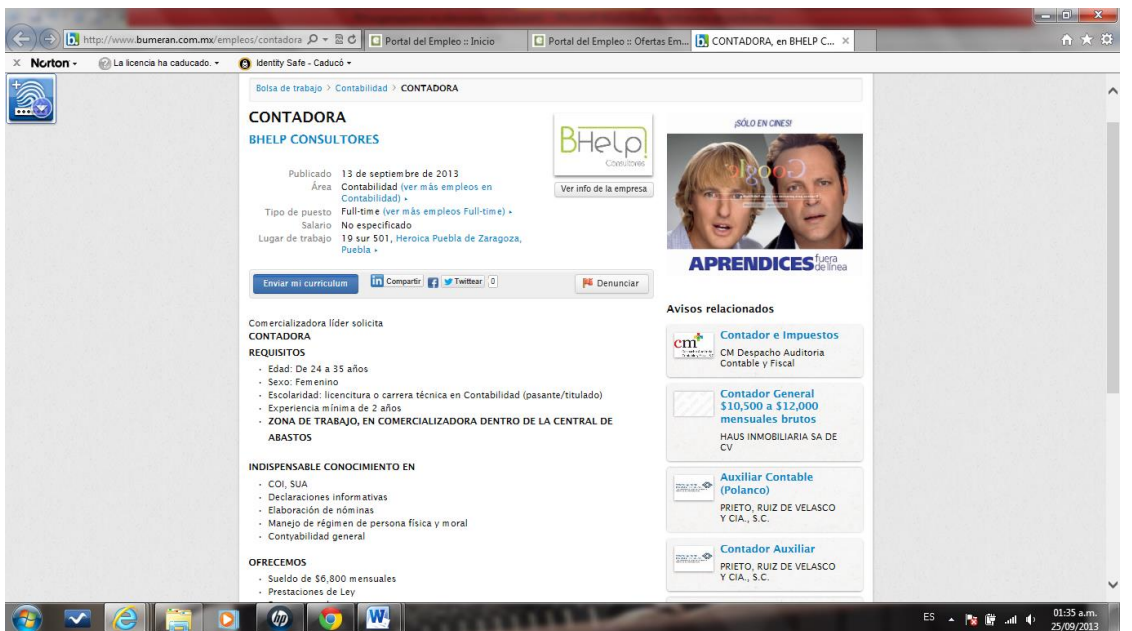 http://www.bumeran.com.mx/empleos/contadora
Portal del Empleo :: Inicio
Portal del Empleo :: Ofertas Em...
CONTADORA, en BHELP C...
Norton
La licencia ha caducado.
Identity Safe - Caducó
Bolsa de trabajo > Contabilidad > CONTADORA
CONTADORA
BHELP CONSULTORES
BHelp!
Consultores
Ver info de la empresa
Publicado 13 de septiembre de 2013
Área Contabilidad (ver más empleos en
Contabilidad)
Tipo de puesto Full-time (ver más empleos Full-time)
Salario No especificado
Lugar de trabajo 19 sur 501, Heroica Puebla de Zaragoza,
Puebla
Enviar mi curriculum
Compartir
Twittear 0
Denunciar
Comercializadora líder solicita
CONTADORA
REQUISITOS
· Edad: De 24 a 35 años
· Sexo: Femenino
· Escolaridad: licencitura o carrera técnica en Contabilidad (pasante/titulado)
· Experiencia mínima de 2 años
· ZONA DE TRABAJO, EN COMERCIALIZADORA DENTRO DE LA CENTRAL DE
ABASTOS
INDISPENSABLE CONOCIMIENTO EN
· COI, SUA
· Declaraciones informativas
· Elaboración de nóminas
· Manejo de régimen de persona física y moral
· Contyabilidad general
OFRECEMOS
· Sueldo de $6,800 mensuales
· Prestaciones de Ley
¡SÓLO EN CINES!
Google
APRENDICES fuera
de línea
Avisos relacionados
cm
Contador e Impuestos
CM Despacho Auditoria
Contable y Fiscal
Contador General
$10,500 a $12,000
mensuales brutos
HAUS INMOBILIARIA SA DE
CV
Auxiliar Contable
(Polanco)
PRIETO, RUIZ DE VELASCO
Y CIA., S.C.
Contador Auxiliar
PRIETO, RUIZ DE VELASCO
Y CIA., S.C.
ES
01:35 a.m.
25/09/2013